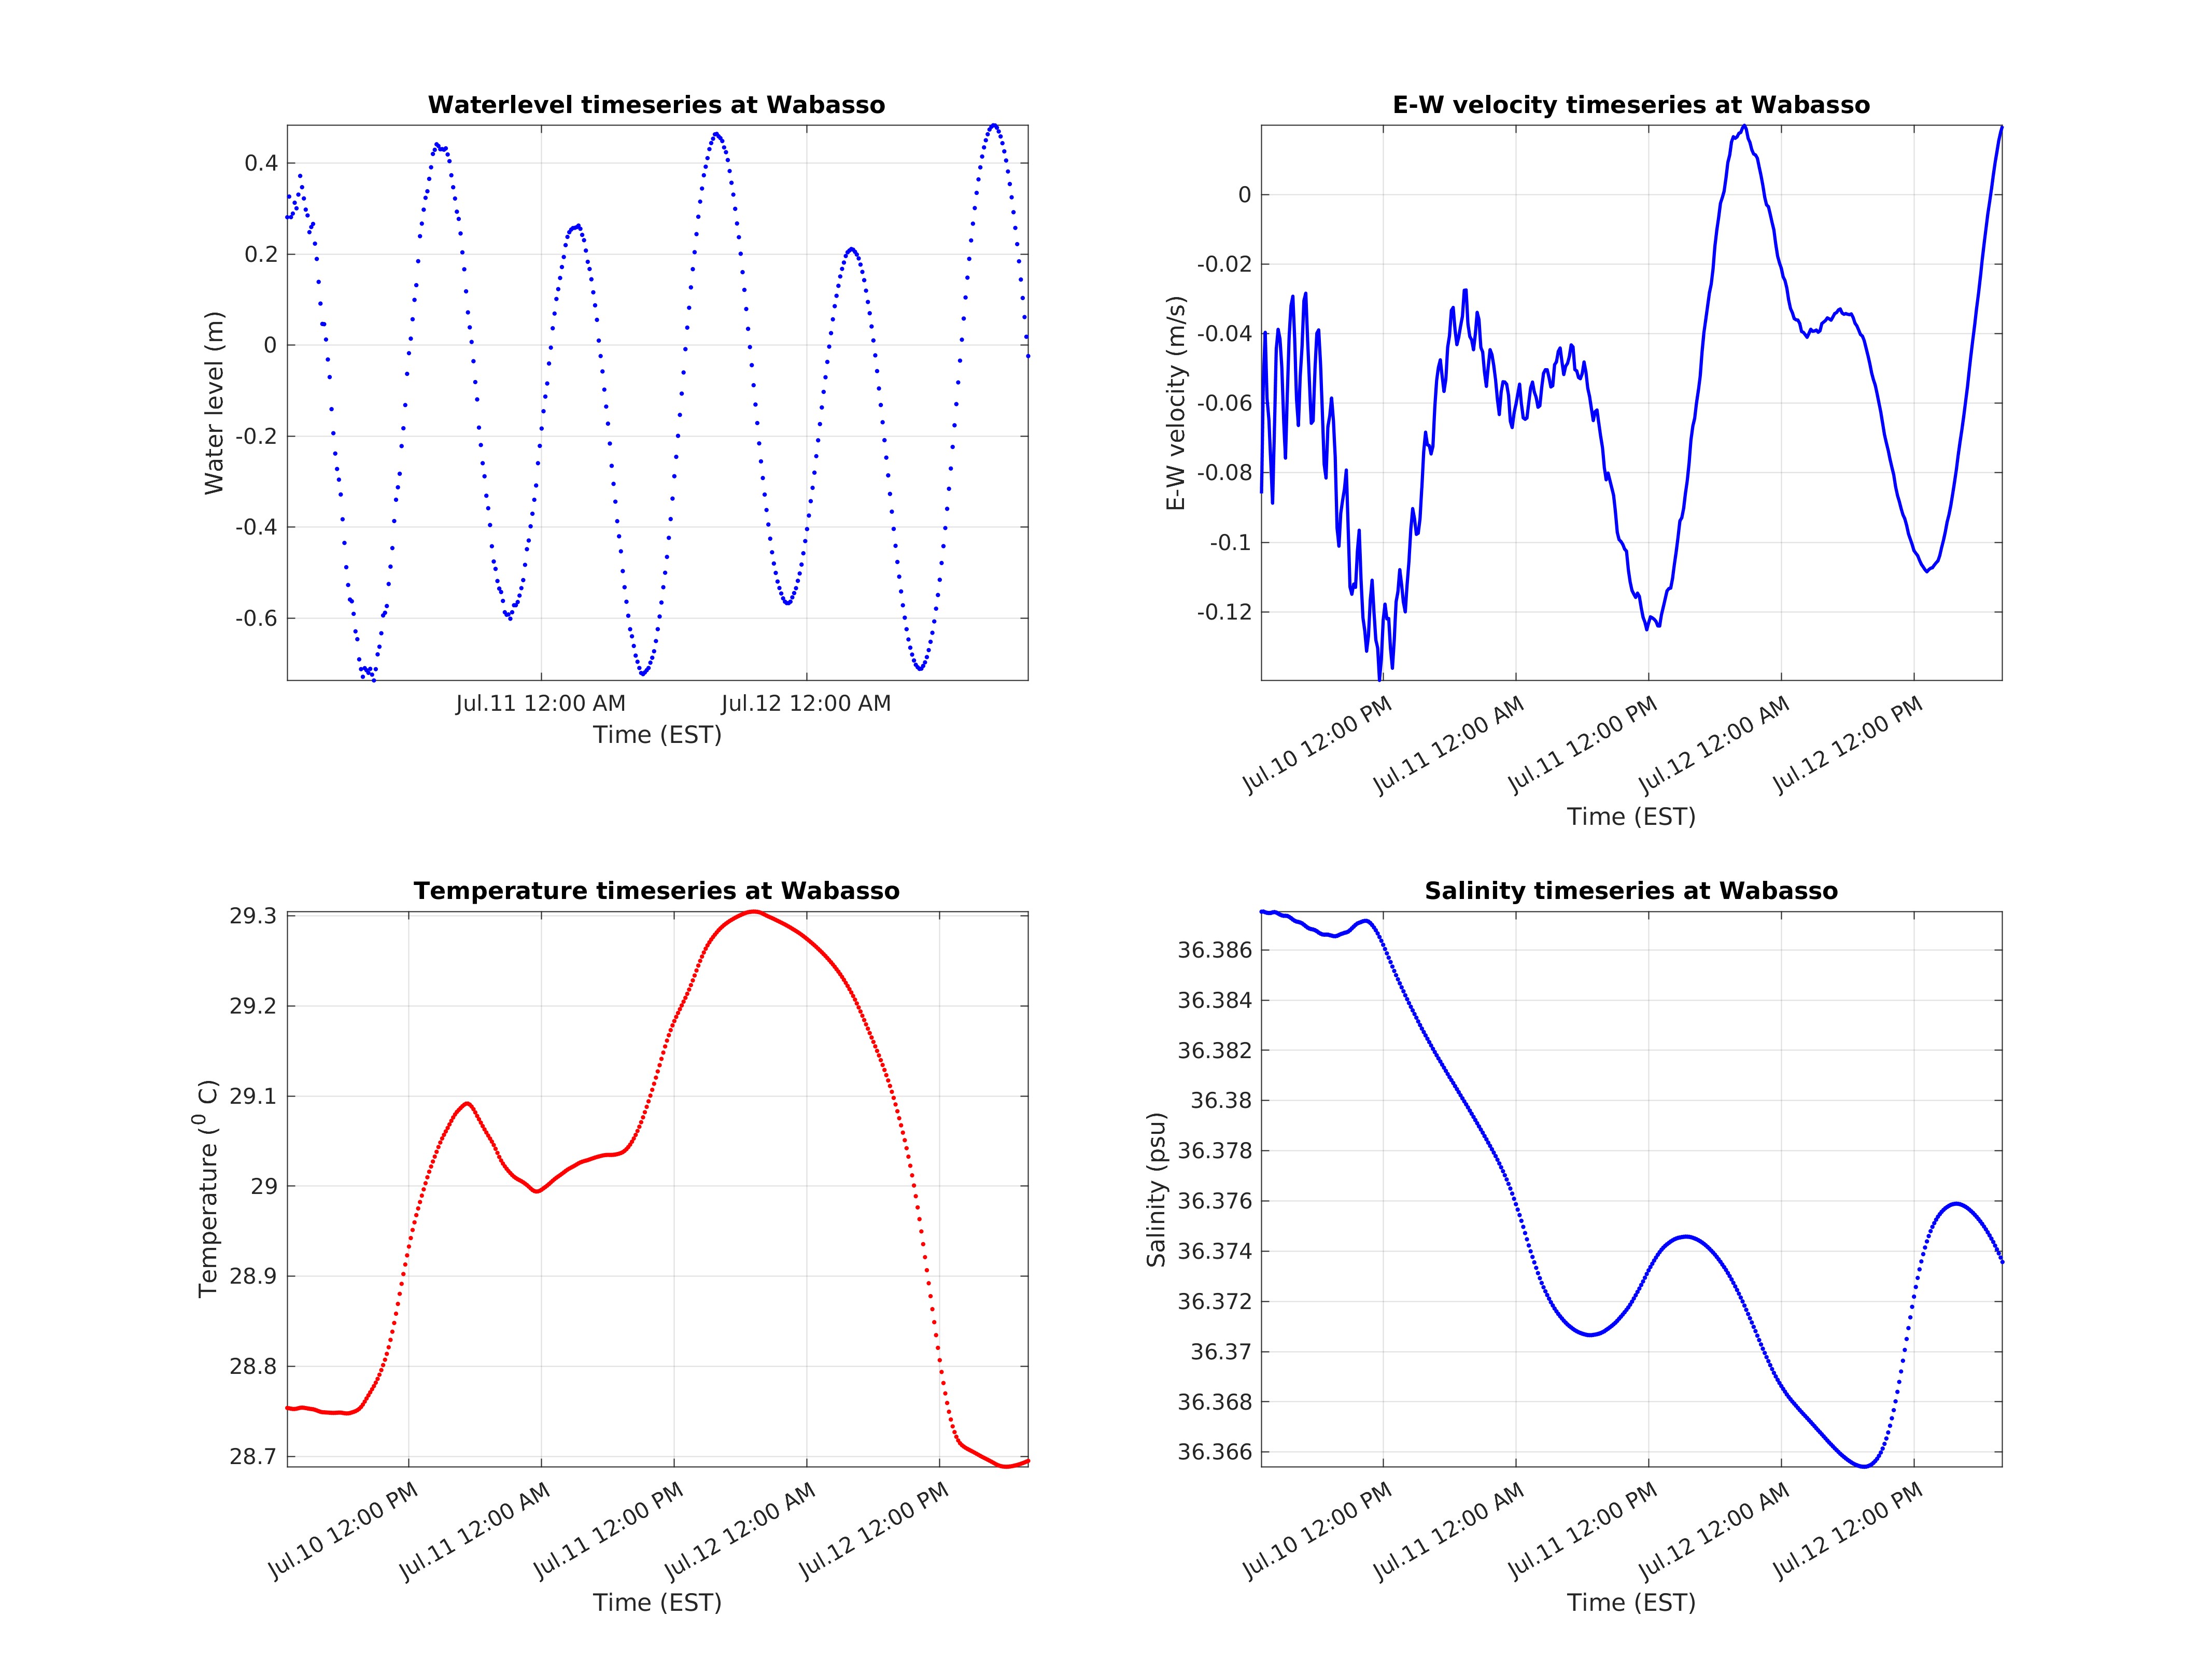 Waterlevel timeseries at Wabasso
0.4
0.2
0
-0.2
-0.4
-0.6
Water level (m)
Jul.11 12:00 AM
Jul.12 12:00 AM
Time (EST)
E-W velocity timeseries at Wabasso
0
-0.02
-0.04
-0.06
-0.08
-0.1
-0.12
E-W velocity (m/s)
Jul.10 12:00 PM
Jul.11 12:00 AM
Jul.11 12:00 PM
Jul.12 12:00 AM
Jul.12 12:00 PM
Time (EST)
Temperature timeseries at Wabasso
29.3
29.2
29.1
29
28.9
28.8
28.7
Temperature (⁰ C)
Jul.10 12:00 PM
Jul.11 12:00 AM
Jul.11 12:00 PM
Jul.12 12:00 AM
Jul.12 12:00 PM
Time (EST)
Salinity timeseries at Wabasso
36.386
36.384
36.382
36.38
36.378
36.376
36.374
36.372
36.37
36.368
36.366
Salinity (psu)
Jul.10 12:00 PM
Jul.11 12:00 AM
Jul.11 12:00 PM
Jul.12 12:00 AM
Jul.12 12:00 PM
Time (EST)